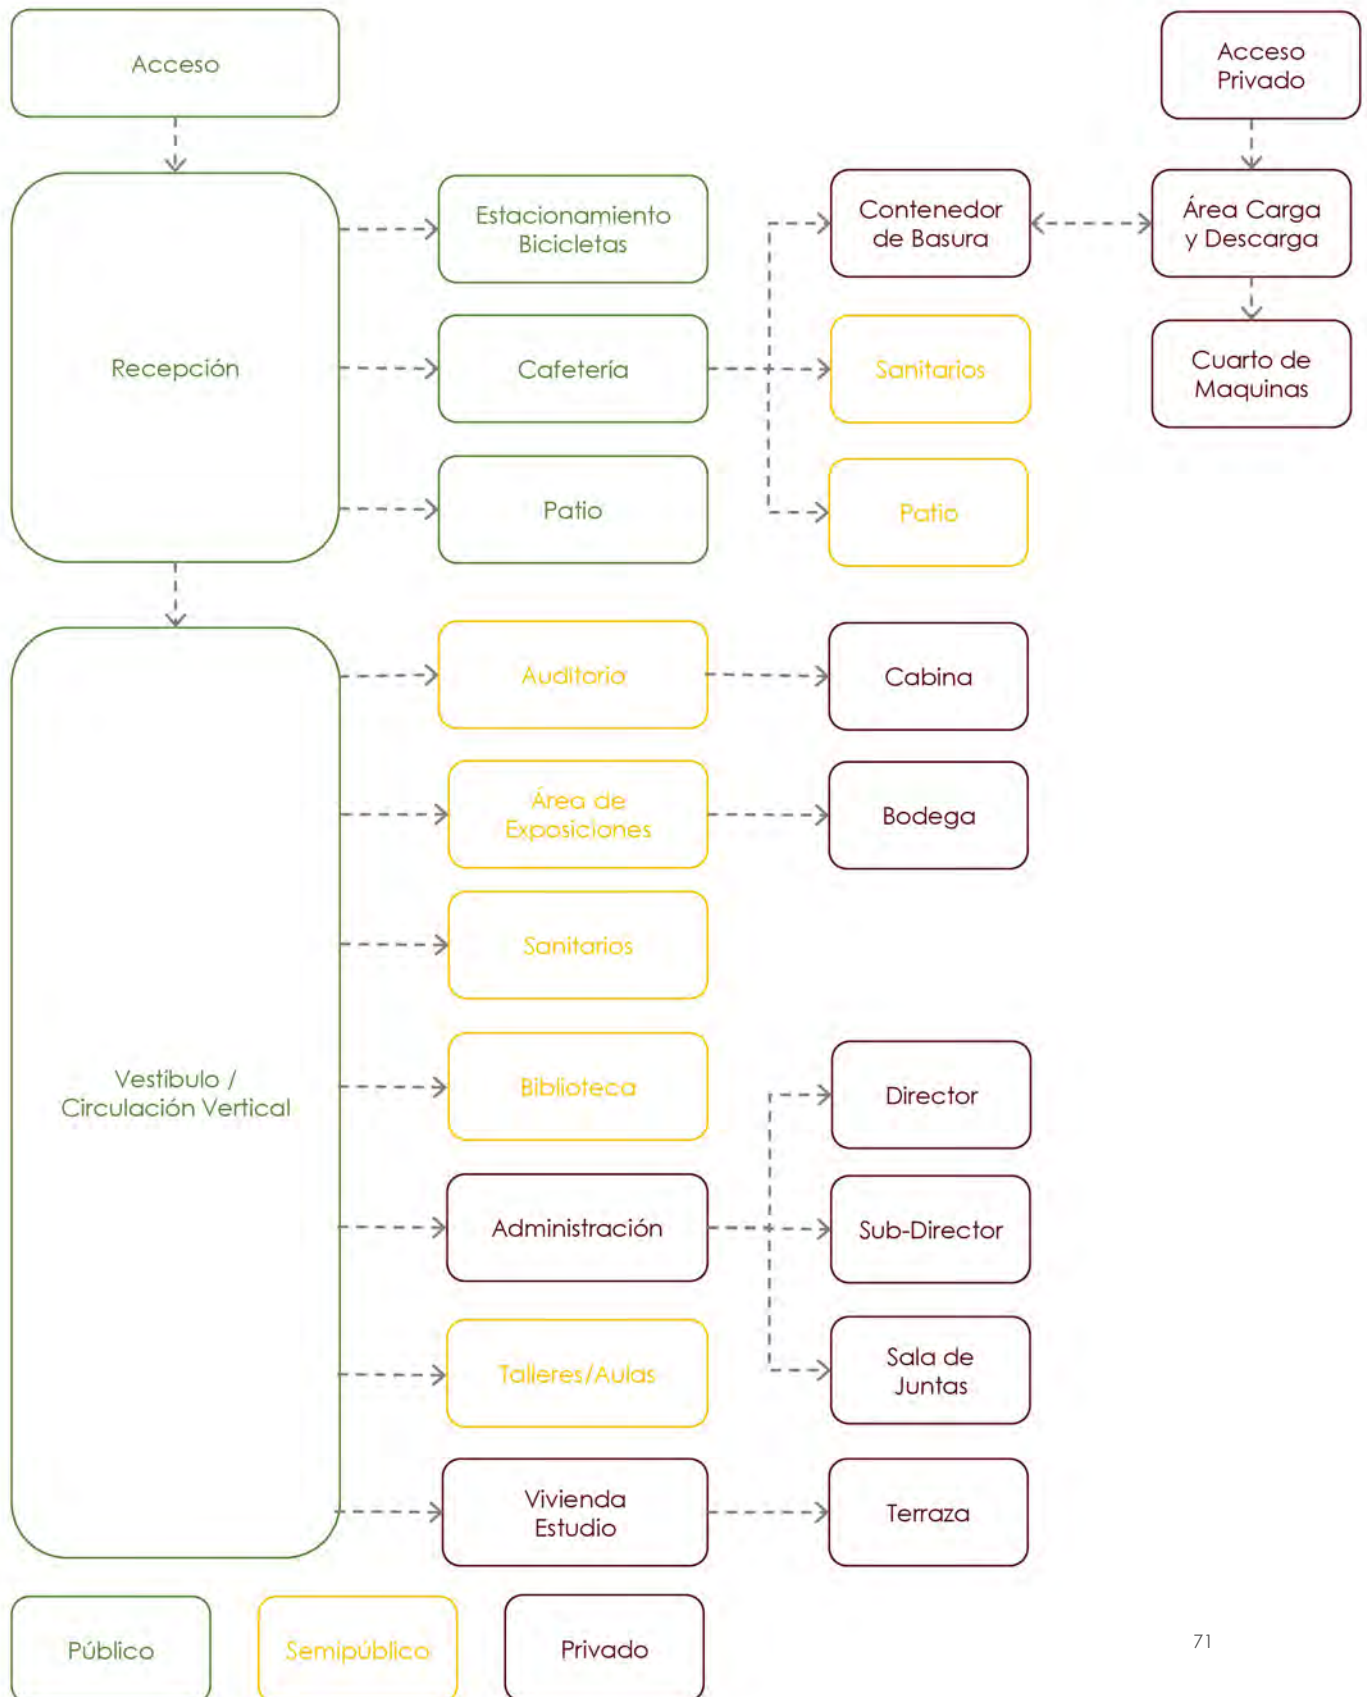 Acceso
Acceso
Privado
Recepción
Estacionamiento
Bicicletas
Contenedor
de Basura
Área Carga
y Descarga
Cafetería
Sanitarios
Cuarto de
Maquinas
Patio
Patio
Vestíbulo /
Circulación Vertical
Auditorio
Cabina
Área de
Exposiciones
Bodega
Sanitarios
Biblioteca
Director
Administración
Sub-Director
Talleres/Aulas
Sala de
Juntas
Vivienda
Estudio
Terraza
Público
Semipúblico
Privado
71